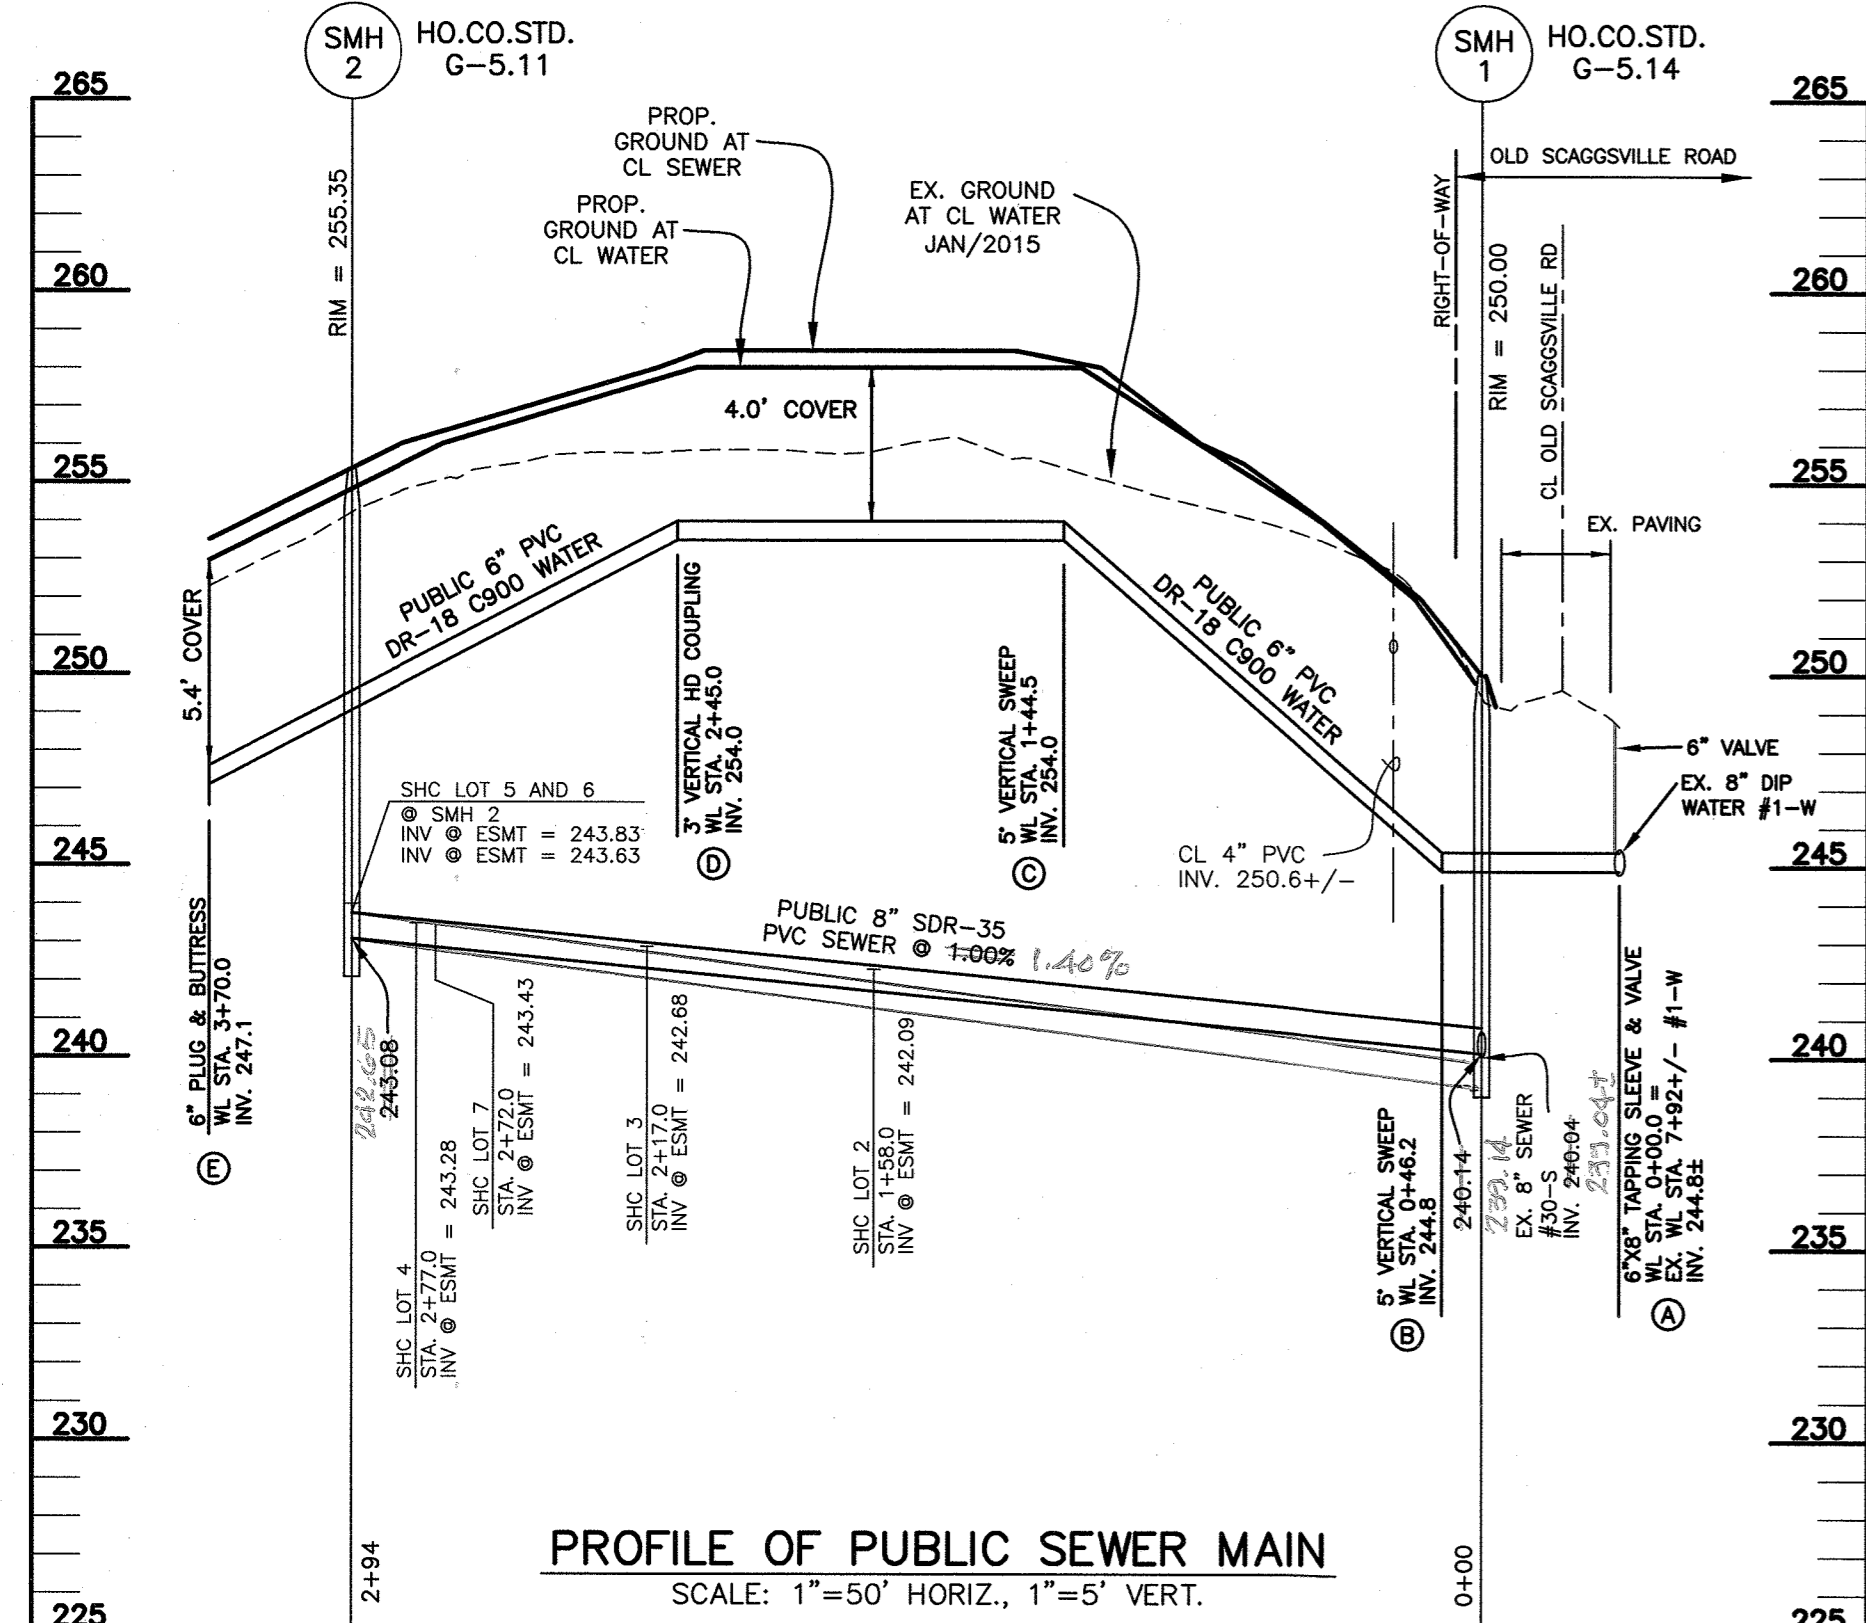 SMH
2
HO.CO.STD.
G-5.11
SMH
1
HO.CO.STD.
G-5.14
265
260
255
250
245
240
235
230
225
265
260
255
250
245
240
235
230
225
RIM = 255.35
PROP.
GROUND AT
CL SEWER
PROP.
GROUND AT
CL WATER
EX. GROUND
AT CL WATER
JAN/2015
OLD SCAGGSVILLE ROAD
RIGHT-OF-WAY
RIM = 250.00
CL OLD SCAGGSVILLE RD
EX. PAVING
4.0' COVER
5.4' COVER
PUBLIC 6" PVC
DR-18 C900 WATER
PUBLIC 6" PVC
DR-18 C900 WATER
3° VERTICAL HD COUPLING
WL STA. 2+45.0
INV. 254.0
D
5° VERTICAL SWEEP
WL STA. 1+44.5
INV. 254.0
C
6" VALVE
EX. 8" DIP
WATER #1-W
CL 4" PVC
INV. 250.6+/-
SHC LOT 5 AND 6
@ SMH 2
INV @ ESMT = 243.83
INV @ ESMT = 243.63
PUBLIC 8" SDR-35
PVC SEWER @ 1.00% 1.40%
6" PLUG & BUTTRESS
WL STA. 3+70.0
INV. 247.1
E
242.65
243.08
SHC LOT 4
STA. 2+77.0
INV @ ESMT = 243.28
SHC LOT 7
STA. 2+72.0
INV @ ESMT = 243.43
SHC LOT 3
STA. 2+17.0
INV @ ESMT = 242.68
SHC LOT 2
STA. 1+58.0
INV @ ESMT = 242.09
5° VERTICAL SWEEP
WL STA. 0+46.2
INV. 244.8
B
240.14
239.14
EX. 8" SEWER
#30-S
INV. 240.04
239.04±
6"X8" TAPPING SLEEVE & VALVE
WL STA. 0+00.0 =
EX. WL STA. 7+92+/- #1-W
INV. 244.8±
A
2+94
0+00
PROFILE OF PUBLIC SEWER MAIN
SCALE: 1"=50' HORIZ., 1"=5' VERT.